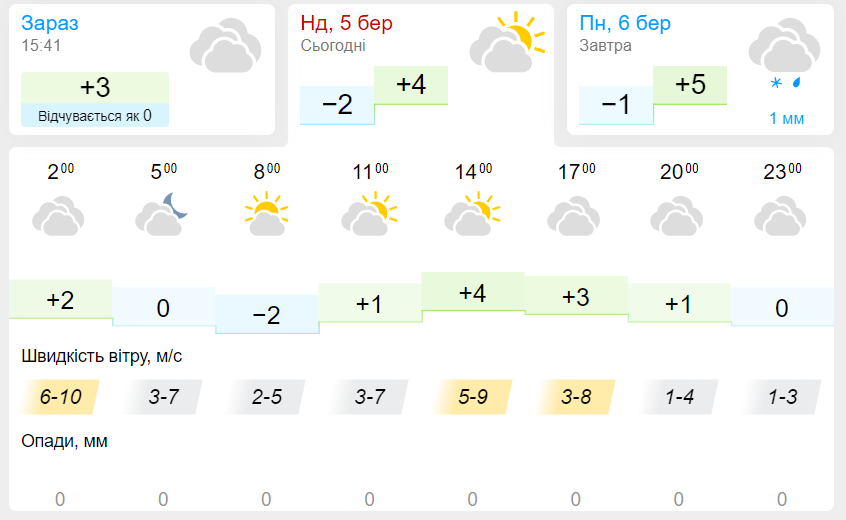 Зараз
15:41
+3
Відчувається як 0
Нд, 5 бер
Сьогодні
−2
+4
Пн, 6 бер
Завтра
−1
+5
1 мм
2 00 5 00 8 00 11 00 14 00 17 00 20 00 23 00
+2 0 −2 +1 +4 +3 +1 0
Швидкість вітру, м/с
6-10 3-7 2-5 3-7 5-9 3-8 1-4 1-3
Опади, мм
0 0 0 0 0 0 0 0